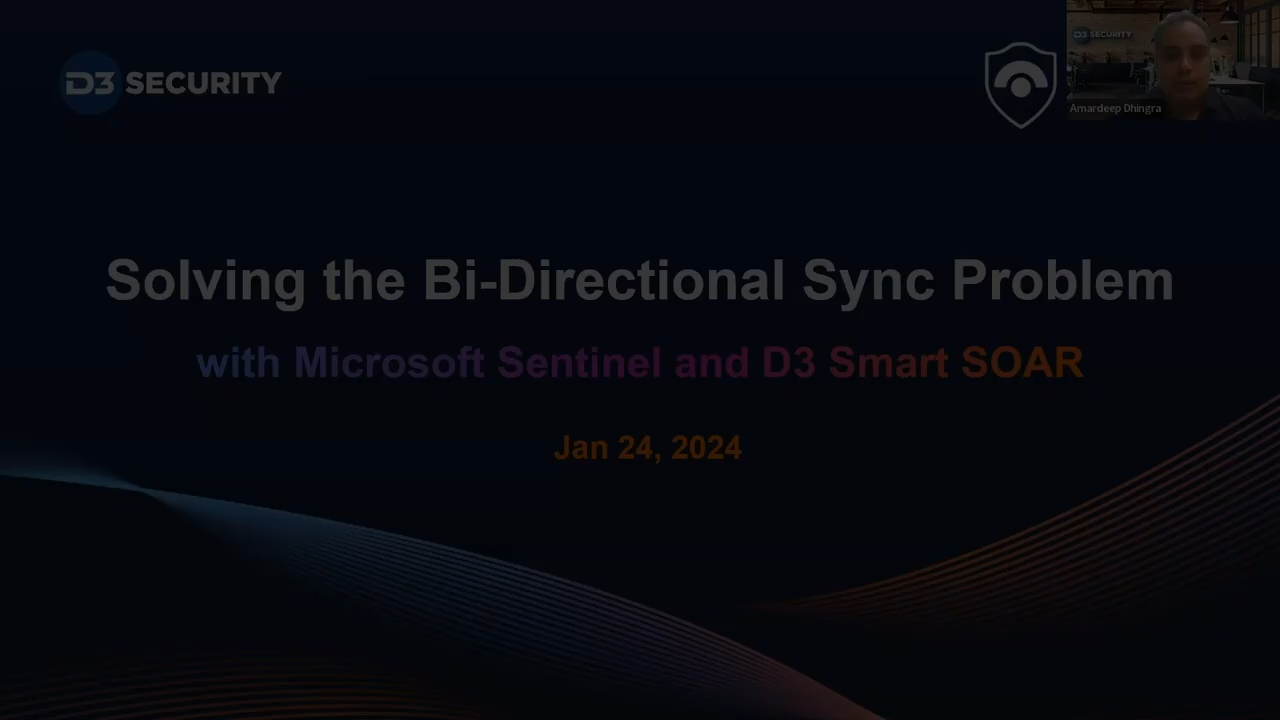 D3 SECURITY
D3 SECURITY
Amardeep Dhingra
Solving the Bi-Directional Sync Problem
with Microsoft Sentinel and D3 Smart SOAR
Jan 24, 2024